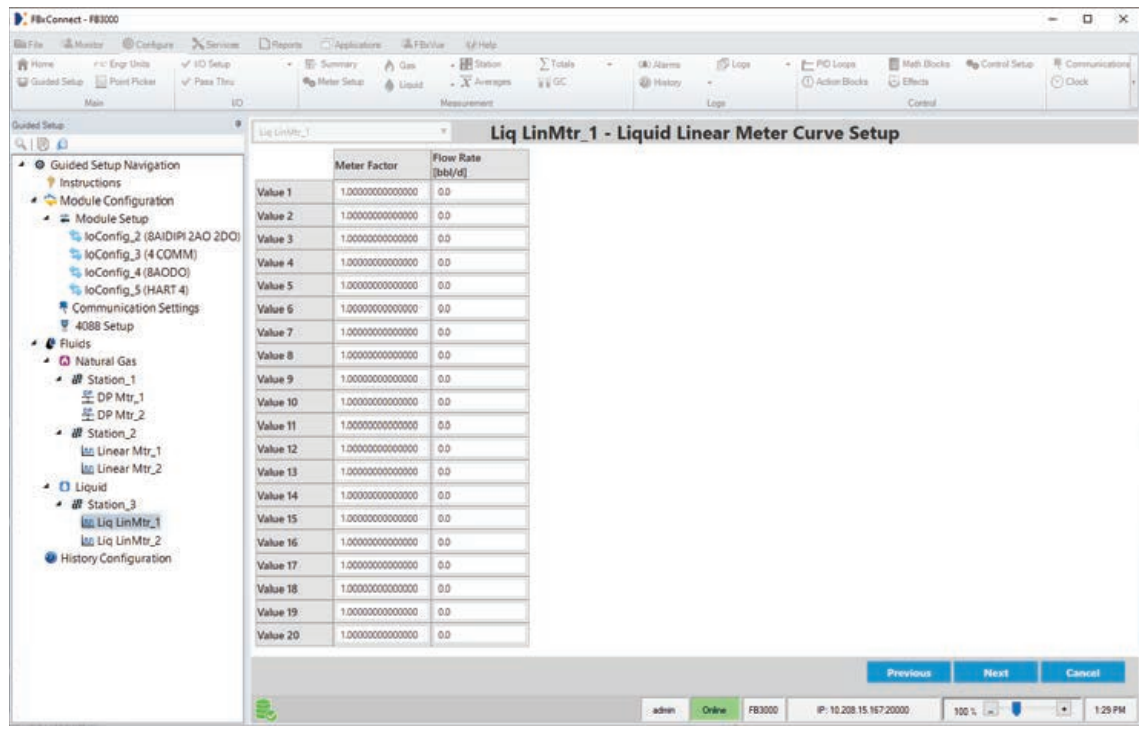 FBxConnect - FB3000
File Monitor Configure Services Reports Applications FBxVue Help
Home Engr Units I/O Setup Summary Gas Station Totals Alarms Logs PID Loops Math Blocks Control Setup Communications
Guided Setup Point Picker Pass Thru Meter Setup Liquid Averages GC History Action Blocks Effects Clock
Main I/O Measurement Logs Control
Guided Setup
Liq LinMtr_1
Liq LinMtr_1 - Liquid Linear Meter Curve Setup
Guided Setup Navigation
Instructions
Module Configuration
Module Setup
IoConfig_2 (8AIDIPI 2AO 2DO)
IoConfig_3 (4 COMM)
IoConfig_4 (8AODO)
IoConfig_5 (HART 4)
Communication Settings
4088 Setup
Fluids
Natural Gas
Station_1
DP Mtr_1
DP Mtr_2
Station_2
Linear Mtr_1
Linear Mtr_2
Liquid
Station_3
Liq LinMtr_1
Liq LinMtr_2
History Configuration
Meter Factor Flow Rate
[bbl/d]
Value 1 1.00000000000000 0.0
Value 2 1.00000000000000 0.0
Value 3 1.00000000000000 0.0
Value 4 1.00000000000000 0.0
Value 5 1.00000000000000 0.0
Value 6 1.00000000000000 0.0
Value 7 1.00000000000000 0.0
Value 8 1.00000000000000 0.0
Value 9 1.00000000000000 0.0
Value 10 1.00000000000000 0.0
Value 11 1.00000000000000 0.0
Value 12 1.00000000000000 0.0
Value 13 1.00000000000000 0.0
Value 14 1.00000000000000 0.0
Value 15 1.00000000000000 0.0
Value 16 1.00000000000000 0.0
Value 17 1.00000000000000 0.0
Value 18 1.00000000000000 0.0
Value 19 1.00000000000000 0.0
Value 20 1.00000000000000 0.0
Previous Next Cancel
admin Online FB3000 IP: 10.208.15.167:20000 100 % - + 1:29 PM